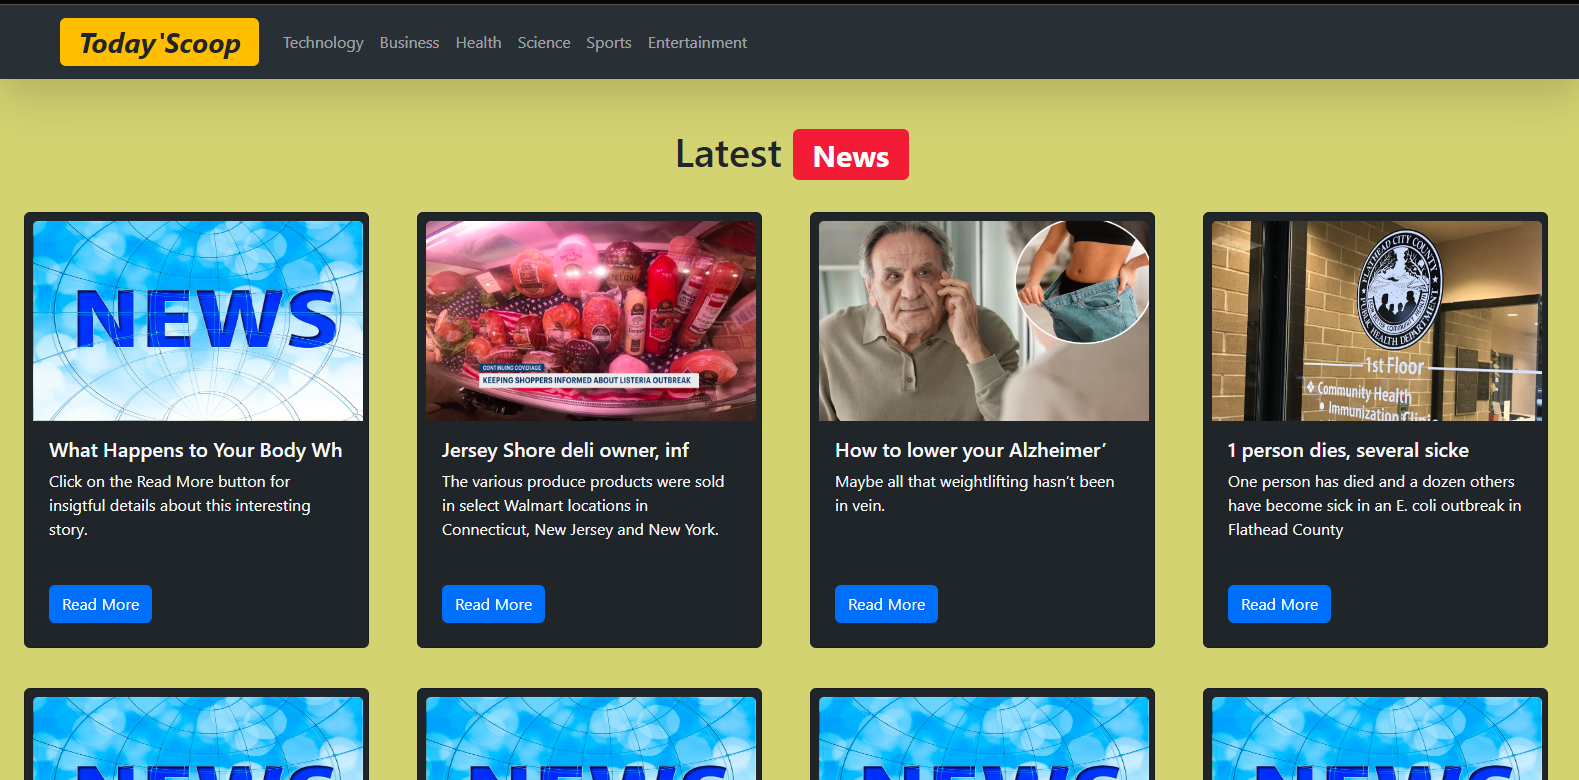 Today'Scoop
Technology Business Health Science Sports Entertainment
Latest News
NEWS
What Happens to Your Body Wh
Click on the Read More button for
insigtful details about this interesting
story.
Read More
CONTINUING COVERAGE
KEEPING SHOPPERS INFORMED ABOUT LISTERIA OUTBREAK
Jersey Shore deli owner, inf
The various produce products were sold
in select Walmart locations in
Connecticut, New Jersey and New York.
Read More
How to lower your Alzheimer’
Maybe all that weightlifting hasn’t been
in vein.
Read More
FLATHEAD CITY COUNTY
PUBLIC HEALTH DEPARTMENT
1st Floor
Community Health
Immunization Clinic
1 person dies, several sicke
One person has died and a dozen others
have become sick in an E. coli outbreak in
Flathead County
Read More
NEWS
NEWS
NEWS
NEWS